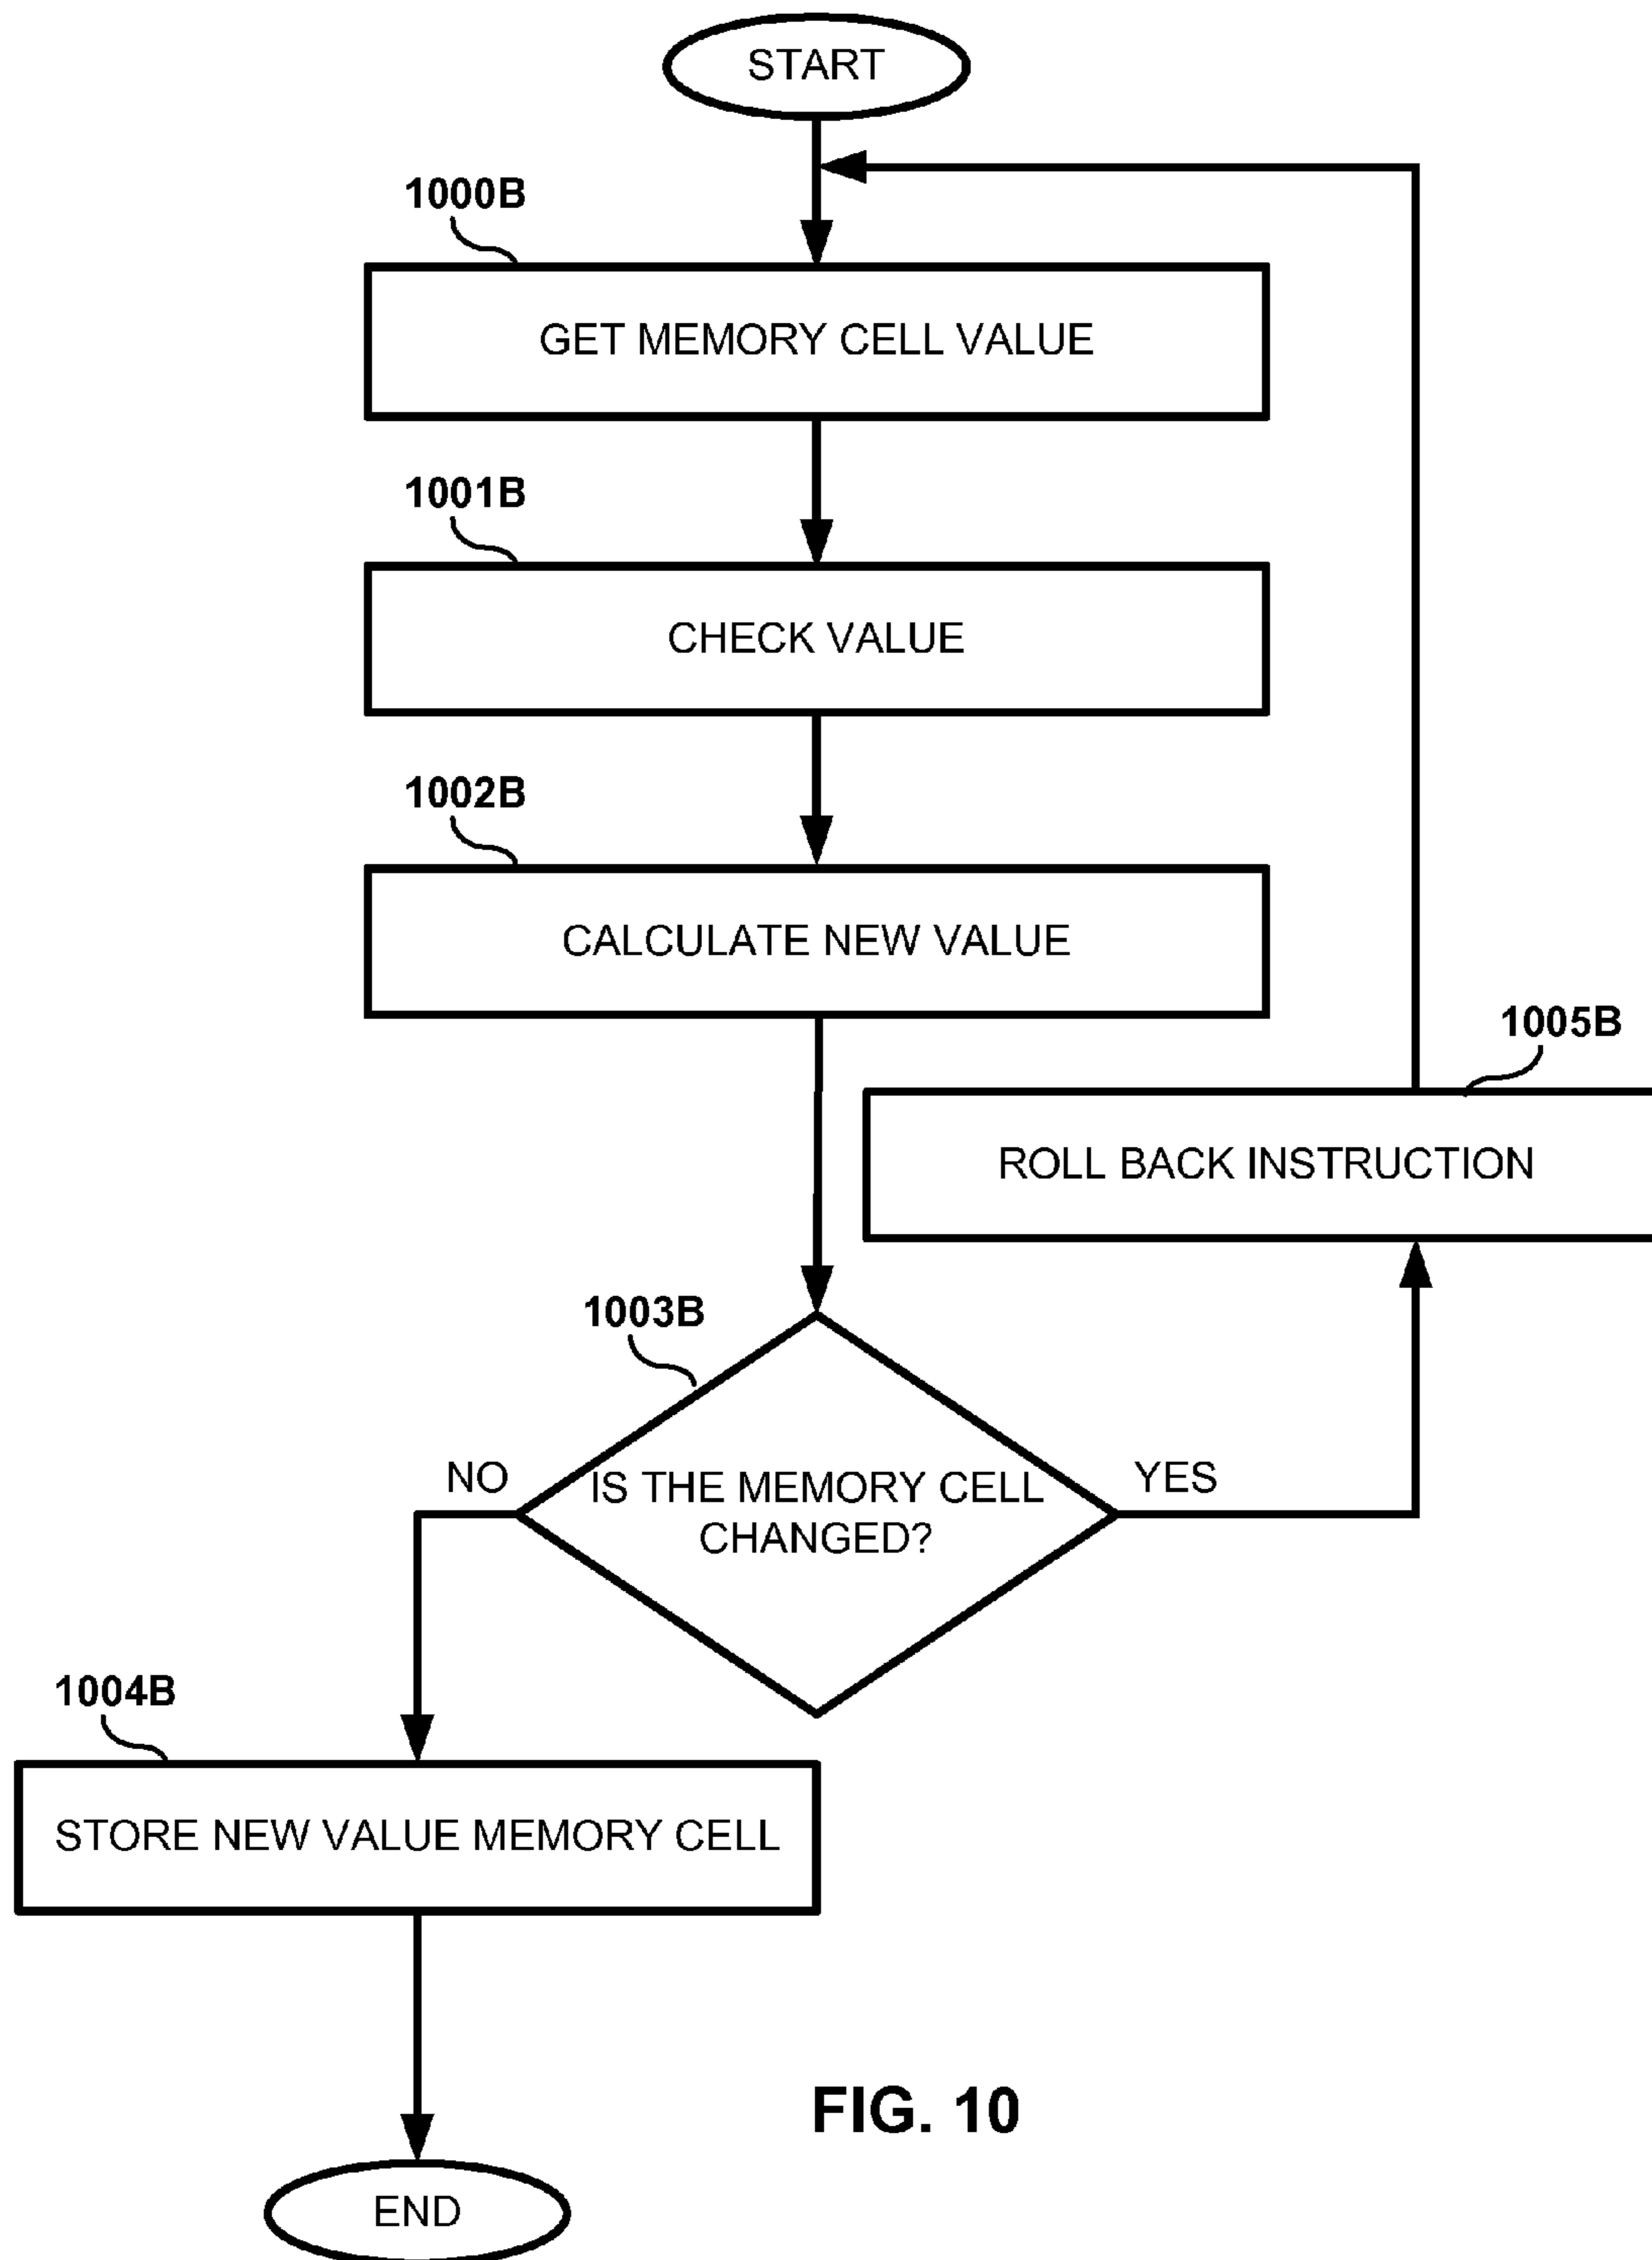 START
1000B
GET MEMORY CELL VALUE
1001B
CHECK VALUE
1002B
CALCULATE NEW VALUE
1005B
ROLL BACK INSTRUCTION
1003B
NO
IS THE MEMORY CELL
CHANGED?
YES
1004B
STORE NEW VALUE MEMORY CELL
FIG. 10
END